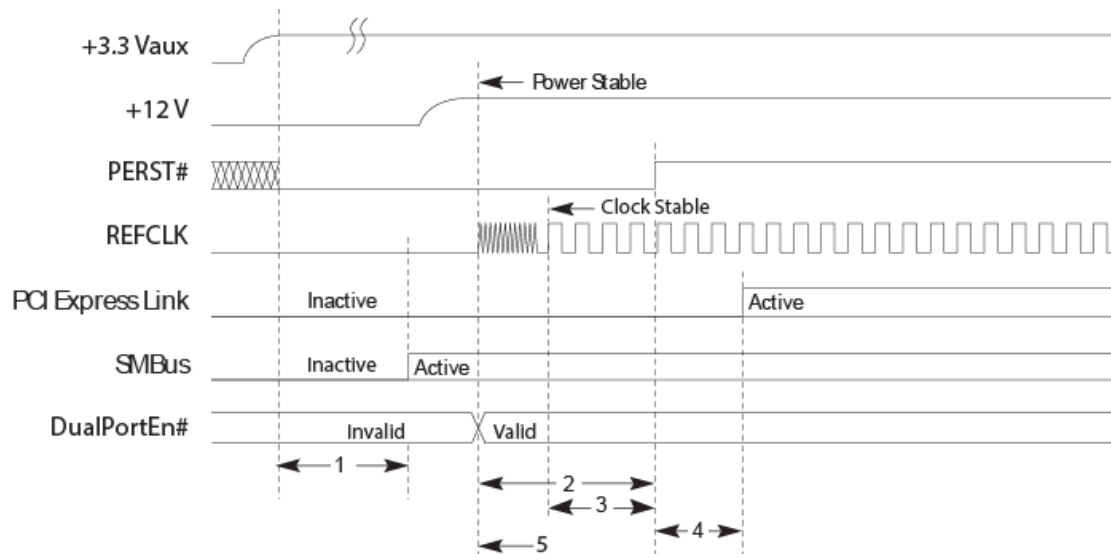 +3.3 Vaux
Power Stable
+12 V
PERST#
Clock Stable
REFCLK
PCI Express Link
Inactive
Active
SMBus
Inactive
Active
DualPortEn#
Invalid
Valid
1
2
3
4
5